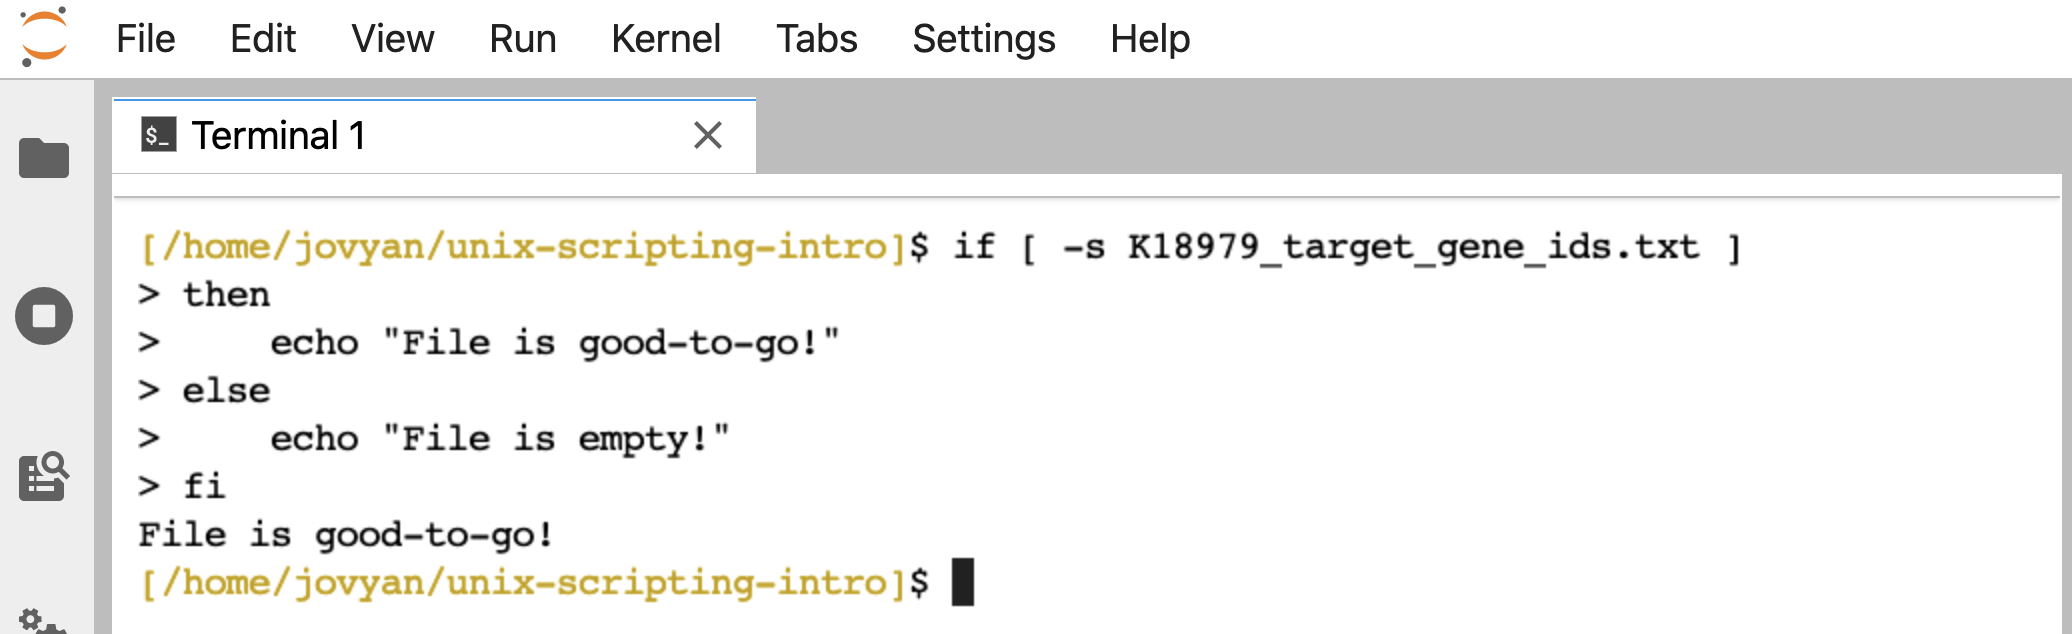 File Edit View Run Kernel Tabs Settings Help
$_ Terminal 1
[/home/jovyan/unix-scripting-intro]$ if [ -s K18979_target_gene_ids.txt ]
> then
>     echo "File is good-to-go!"
> else
>     echo "File is empty!"
> fi
File is good-to-go!
[/home/jovyan/unix-scripting-intro]$